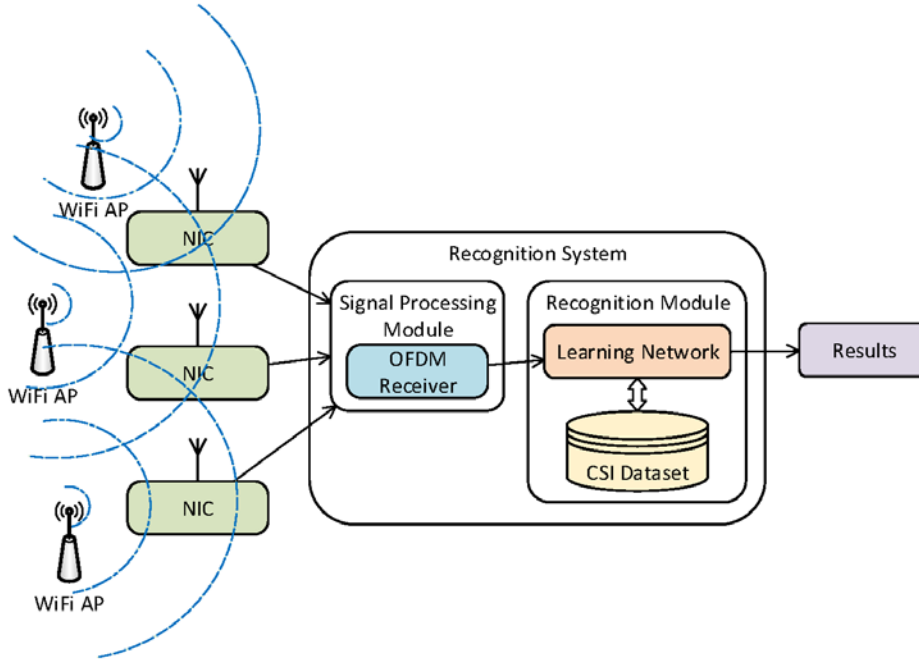 WiFi AP
NIC
Recognition System
Signal Processing
Module
Recognition Module
OFDM
Receiver
Learning Network
Results
WiFi AP
NIC
CSI Dataset
NIC
WiFi AP